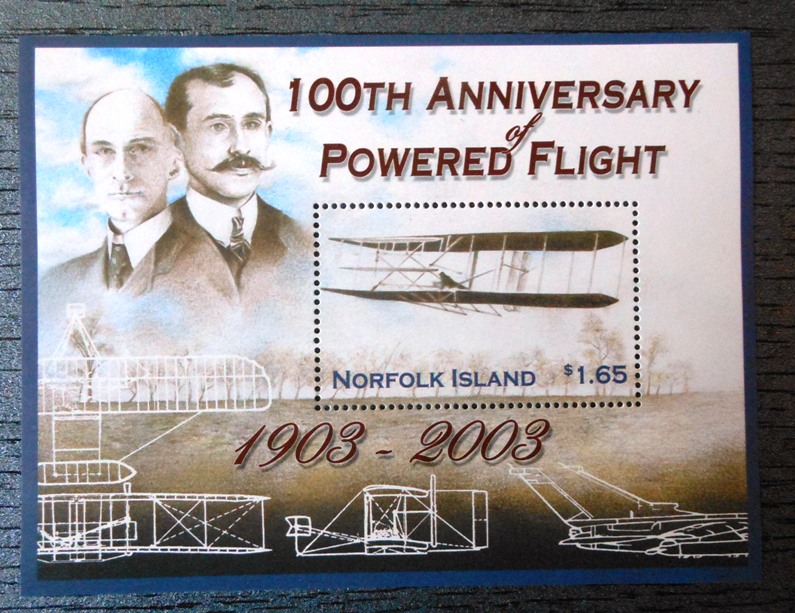 100TH ANNIVERSARY
of
POWERED FLIGHT
NORFOLK ISLAND $1.65
1903 - 2003